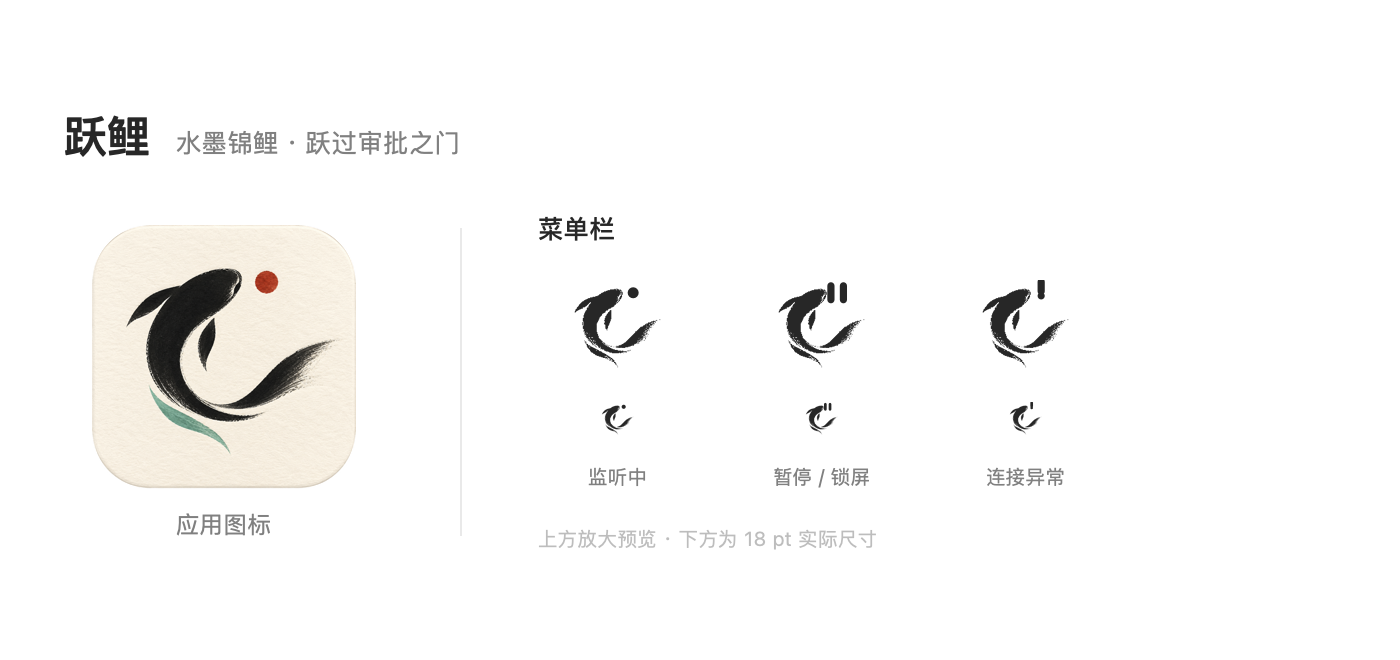 跃鲤 水墨锦鲤 · 跃过审批之门
菜单栏
监听中 暂停 / 锁屏 连接异常
应用图标
上方放大预览 · 下方为 18 pt 实际尺寸